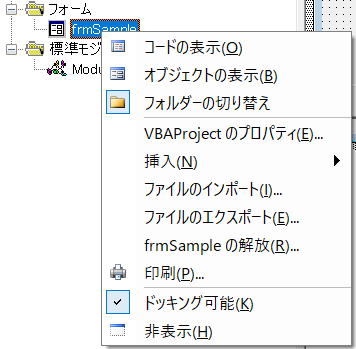 フォーム
frmSample
標準モジ
Modu
コードの表示(O)
オブジェクトの表示(B)
フォルダーの切り替え
VBAProject のプロパティ(E)...
挿入(N)
ファイルのインポート(I)...
ファイルのエクスポート(E)...
frmSample の解放(R)...
印刷(P)...
ドッキング可能(K)
非表示(H)